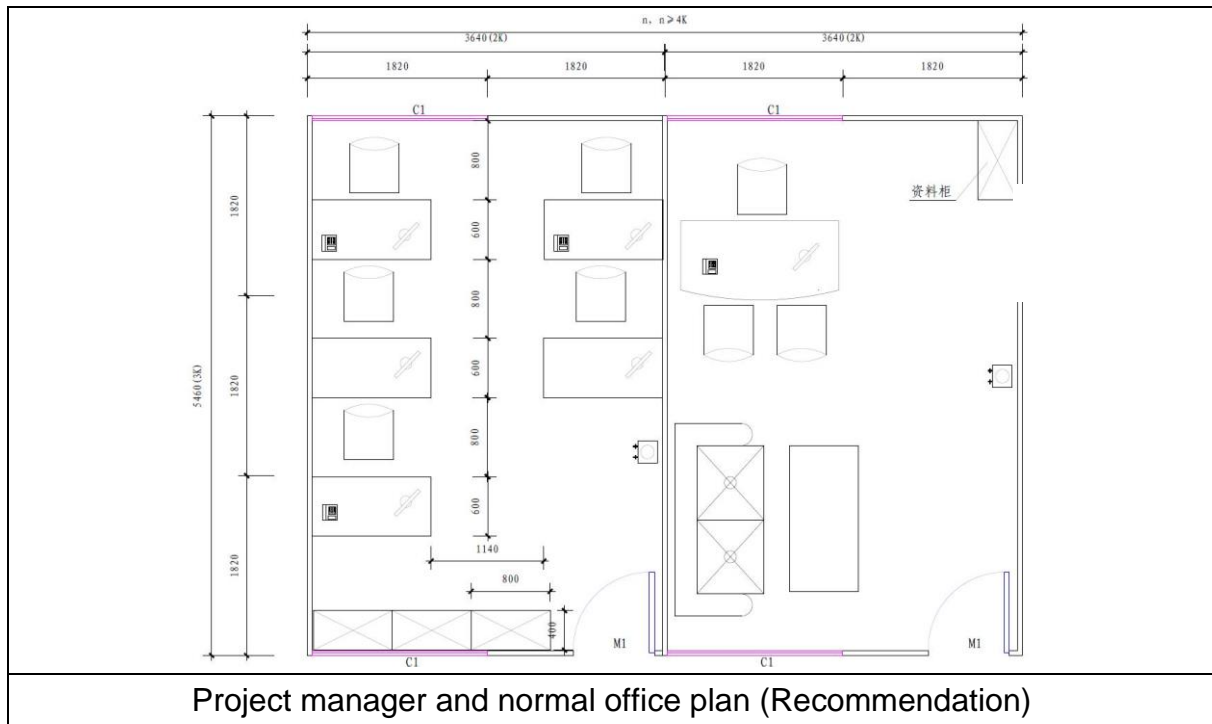 n, n≥4K
3640(2K) 3640(2K)
1820 1820 1820 1820
C1 C1
800
资料柜
1820
600
800
1820
600
5460(3K)
800
600
1140
1820
800
400
M1 M1
C1 C1
Project manager and normal office plan (Recommendation)